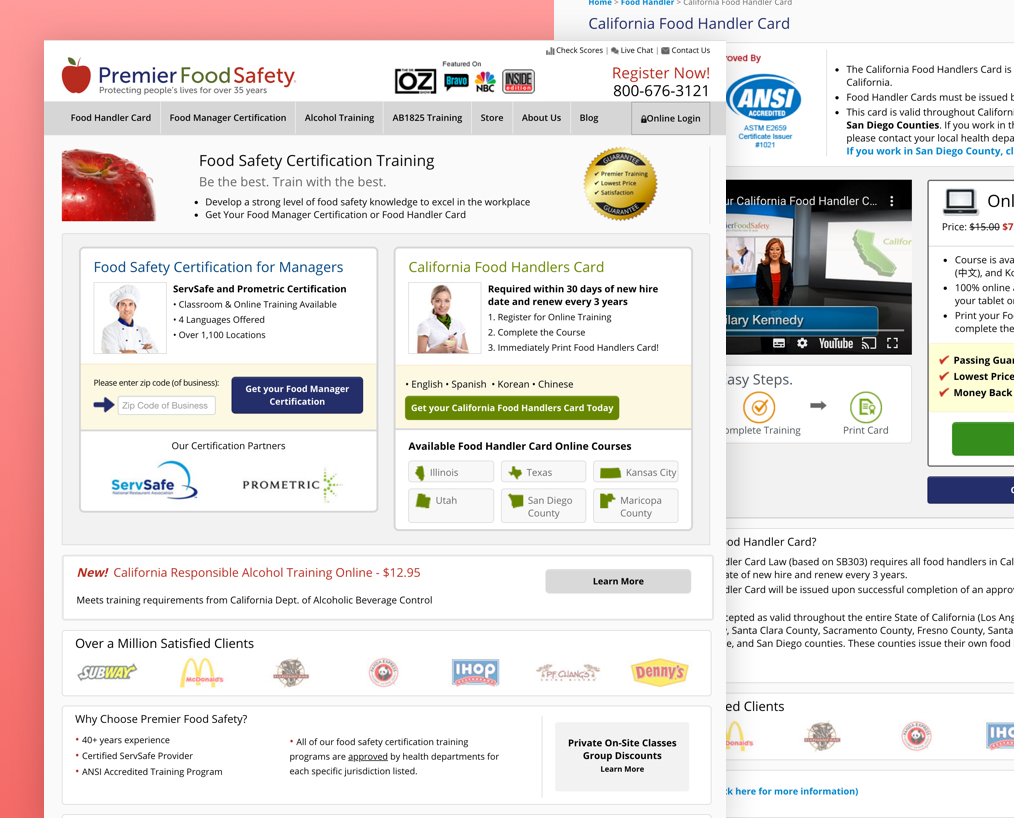 Home > Food Handler > California Food Handler Card
California Food Handler Card
Check Scores | Live Chat | Contact Us
PremierFoodSafety
Protecting people's lives for over 35 years
Featured On
OZ
Bravo
NBC
INSIDE
edition
Register Now!
800-676-3121
Food Handler Card
Food Manager Certification
Alcohol Training
AB1825 Training
Store
About Us
Blog
Online Login
Food Safety Certification Training
Be the best. Train with the best.
• Develop a strong level of food safety knowledge to excel in the workplace
• Get Your Food Manager Certification or Food Handler Card
GUARANTEE
✔ Premier Training
✔ Lowest Price
✔ Satisfaction
GUARANTEE
Food Safety Certification for Managers
ServSafe and Prometric Certification
• Classroom & Online Training Available
• 4 Languages Offered
• Over 1,100 Locations
Please enter zip code (of business):
Zip Code of Business
Get your Food Manager
Certification
Our Certification Partners
ServSafe
National Restaurant Association
PROMETRIC
California Food Handlers Card
Required within 30 days of new hire
date and renew every 3 years
1. Register for Online Training
2. Complete the Course
3. Immediately Print Food Handlers Card!
• English • Spanish • Korean • Chinese
Get your California Food Handlers Card Today
Available Food Handler Card Online Courses
Illinois
Texas
Kansas City
Utah
San Diego
County
Maricopa
County
New! California Responsible Alcohol Training Online - $12.95
Meets training requirements from California Dept. of Alcoholic Beverage Control
Learn More
Over a Million Satisfied Clients
SUBWAY
McDonald's
PANDA EXPRESS
IHOP
P.F. CHANG'S
Denny's
Why Choose Premier Food Safety?
• 40+ years experience
• Certified ServSafe Provider
• ANSI Accredited Training Program
• All of our food safety certification training
programs are approved by health departments for
each specific jurisdiction listed.
Private On-Site Classes
Group Discounts
Learn More
oved By
ANSI
ACCREDITED
ASTM E2659
Certificate Issuer
#1021
• The California Food Handlers Card is
California.
• Food Handler Cards must be issued b
• This card is valid throughout Californi
San Diego Counties. If you work in th
please contact your local health depa
If you work in San Diego County, cl
ur California Food Handler C...
erFoodSafety
Califor
ilary Kennedy
YouTube
asy Steps.
mplete Training
Print Card
Onl
Price: $15.00 $7
• Course is ava
(中文), and Ko
• 100% online a
your tablet or
• Print your Foo
complete the
✔ Passing Guar
✔ Lowest Price
✔ Money Back
od Handler Card?
dler Card Law (based on SB303) requires all food handlers in Cal
ate of new hire and renew every 3 years.
dler Card will be issued upon successful completion of an approv
cepted as valid throughout the entire State of California (Los Ang
, Santa Clara County, Sacramento County, Fresno County, Santa
e, and San Diego counties. These counties issue their own food
ed Clients
Donald's
PANDA EXPRESS
IHO
ck here for more information)